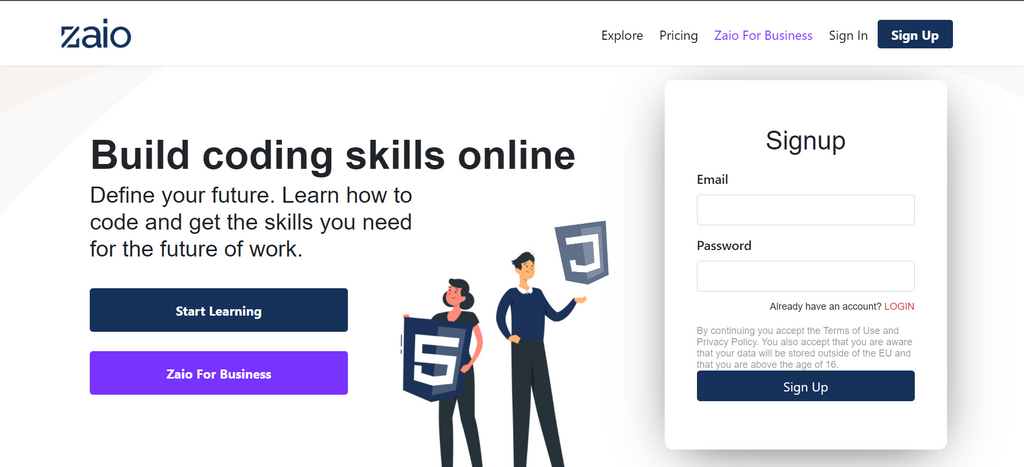 zaio
Explore Pricing Zaio For Business Sign In Sign Up
Build coding skills online
Define your future. Learn how to
code and get the skills you need
for the future of work.
Start Learning
Zaio For Business
5
J
Signup
Email
Password
Already have an account? LOGIN
By continuing you accept the Terms of Use and
Privacy Policy. You also accept that you are aware
that your data will be stored outside of the EU and
that you are above the age of 16.
Sign Up